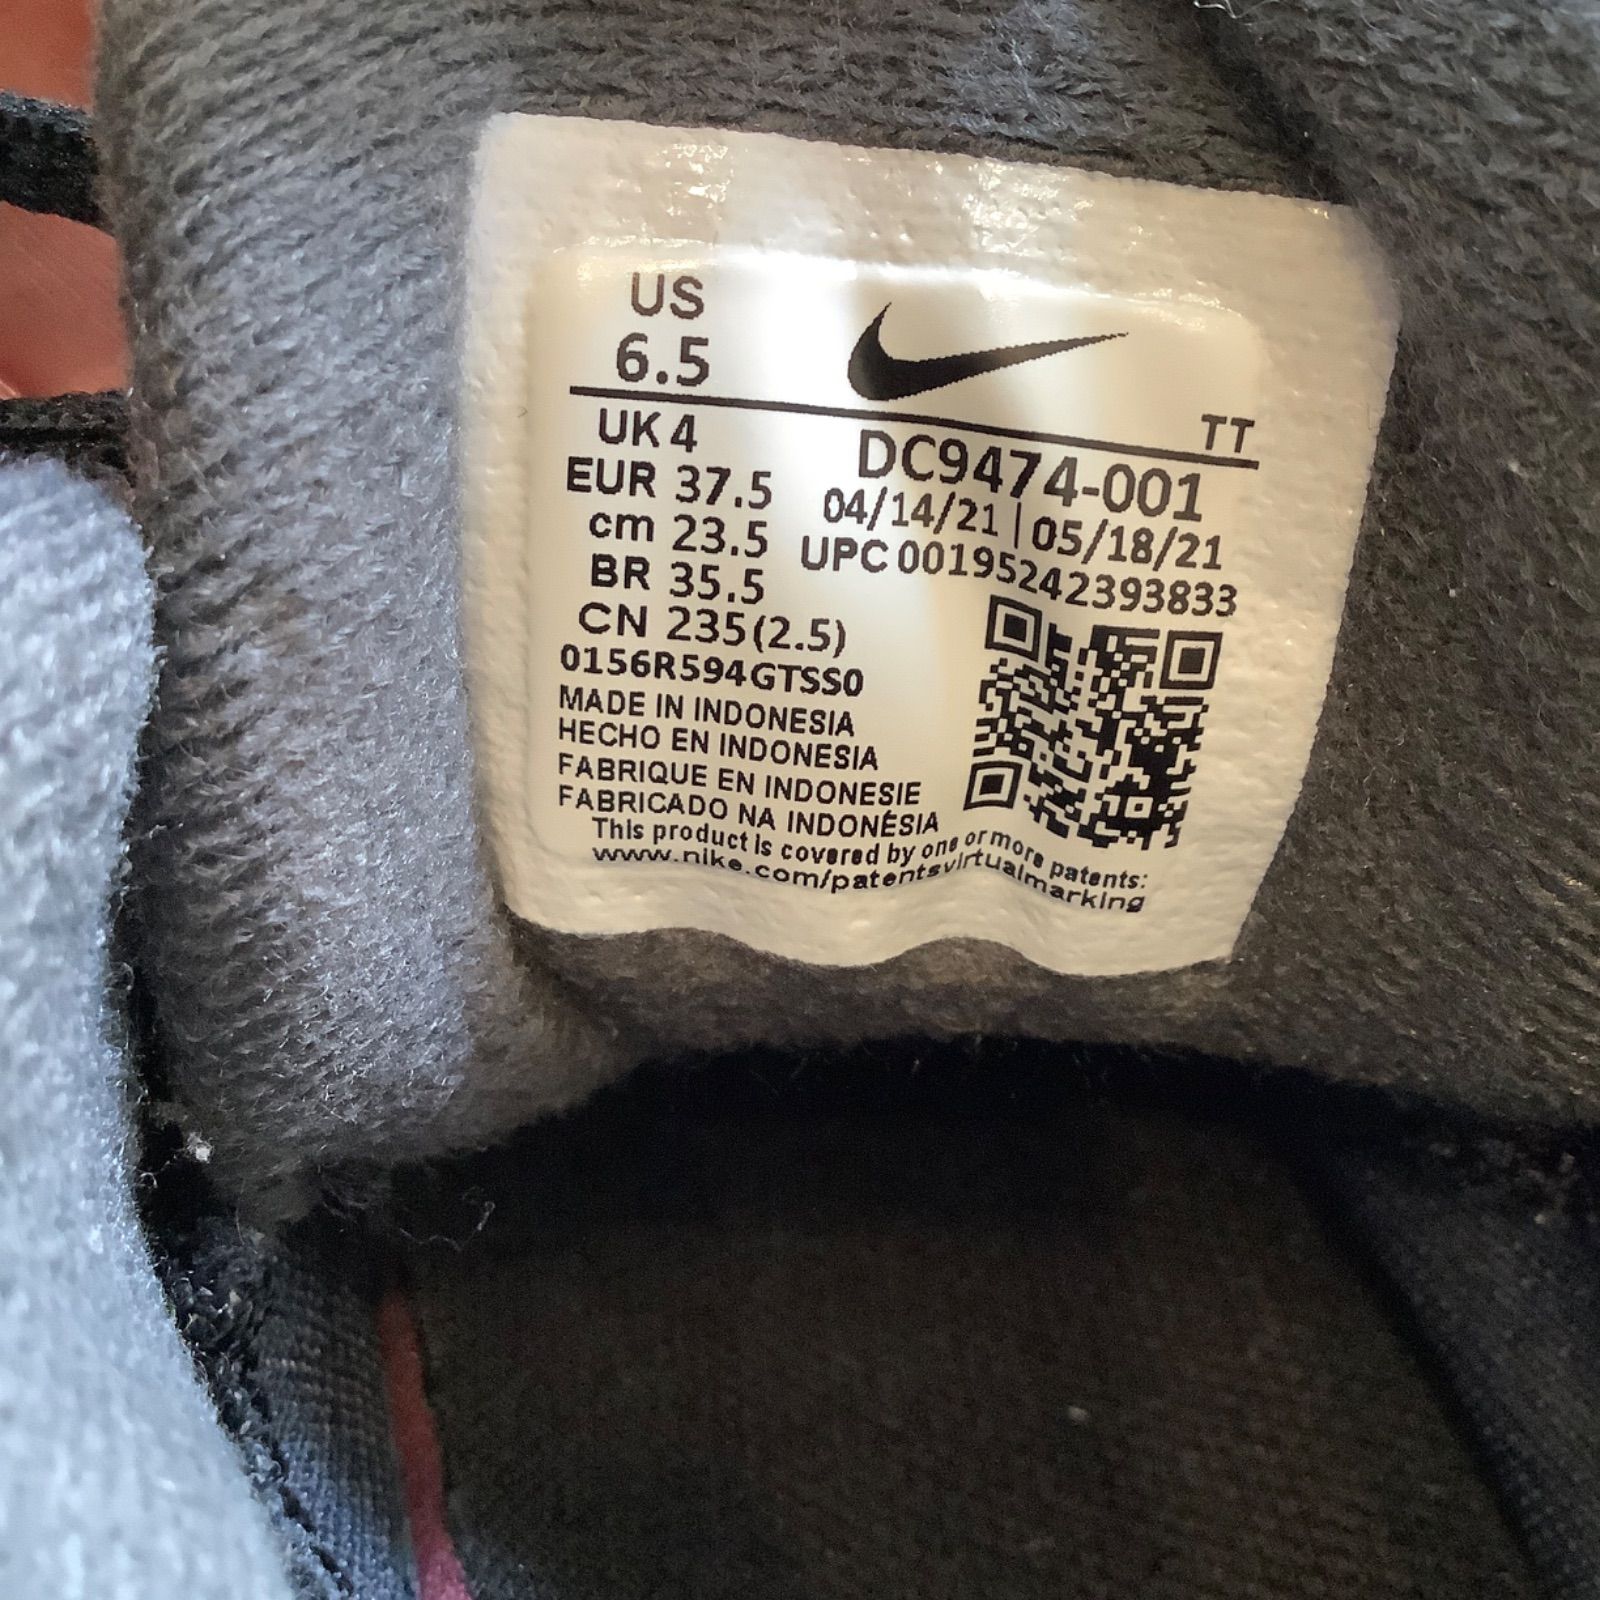 US
6.5
TT
UK 4
EUR 37.5
cm 23.5
BR 35.5
CN 235(2.5)
DC9474-001
04/14/21 | 05/18/21
UPC 00195242393833
0156R594GTSS0
MADE IN INDONESIA
HECHO EN INDONESIA
FABRIQUE EN INDONESIE
FABRICADO NA INDONÉSIA
This product is covered by one or more patents:
www.nike.com/patentsvirtualmarking